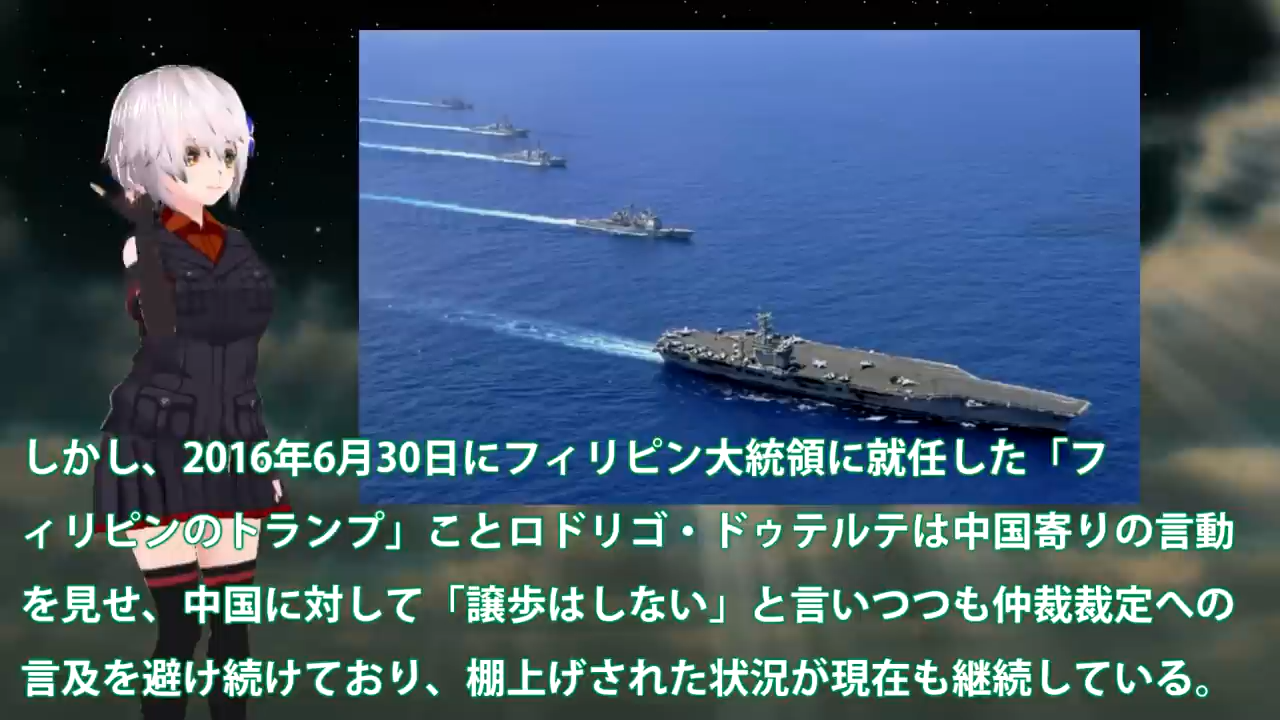 しかし、2016年6月30日にフィリピン大統領に就任した「フ
ィリピンのトランプ」ことロドリゴ・ドゥテルテは中国寄りの言動
を見せ、中国に対して「譲歩はしない」と言いつつも仲裁裁定への
言及を避け続けており、棚上げされた状況が現在も継続している。